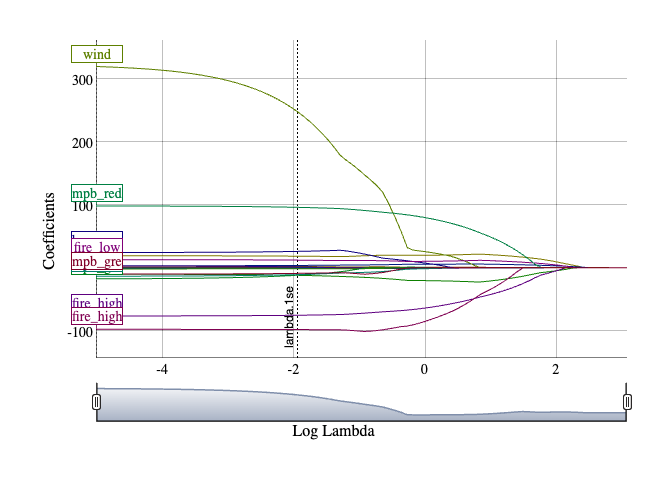 wind
300
200
mpb_red
100
fire_low
mpb_gre
fire_high
fire_high
-100
Coefficients
lambda.1se
-4
-2
0
2
Log Lambda